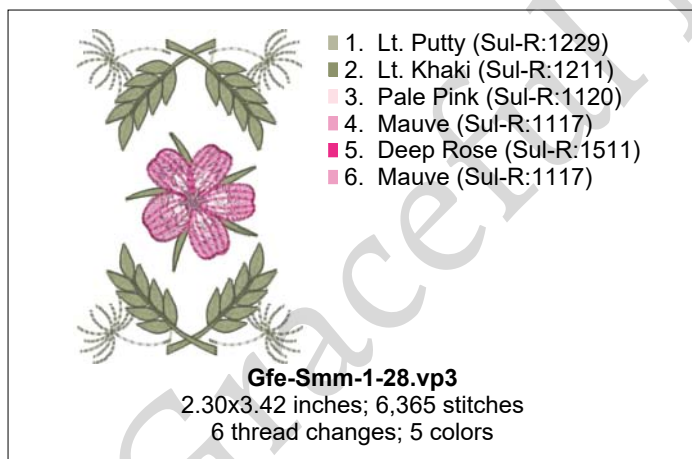 1. Lt. Putty (Sul-R:1229)
2. Lt. Khaki (Sul-R:1211)
3. Pale Pink (Sul-R:1120)
4. Mauve (Sul-R:1117)
5. Deep Rose (Sul-R:1511)
6. Mauve (Sul-R:1117)
Gfe-Smm-1-28.vp3
2.30x3.42 inches; 6,365 stitches
6 thread changes; 5 colors
Graceful